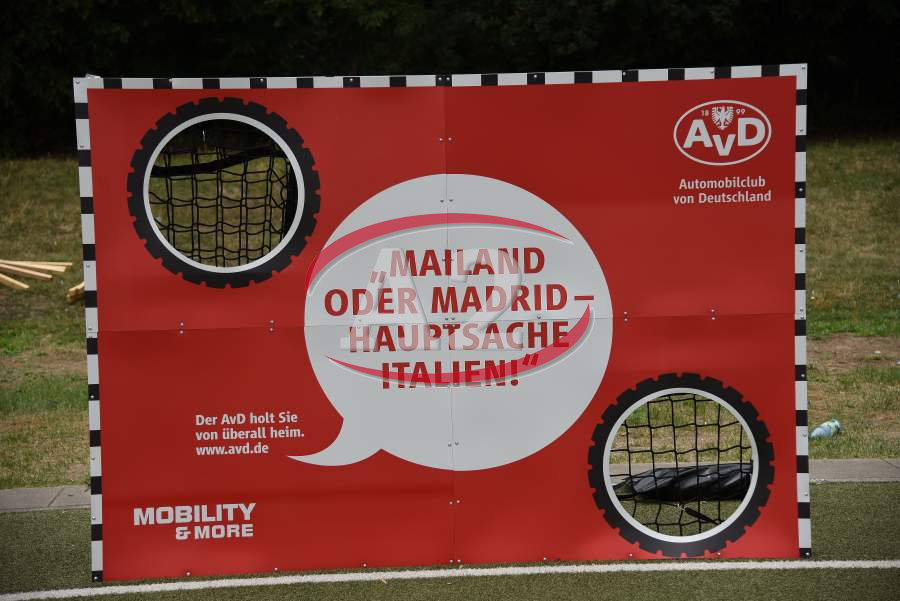 18 99
AvD
Automobilclub
von Deutschland
„MAILAND
ODER MADRID –
HAUPTSACHE
ITALIEN!“
Der AvD holt Sie
von überall heim.
www.avd.de
MOBILITY
& MORE